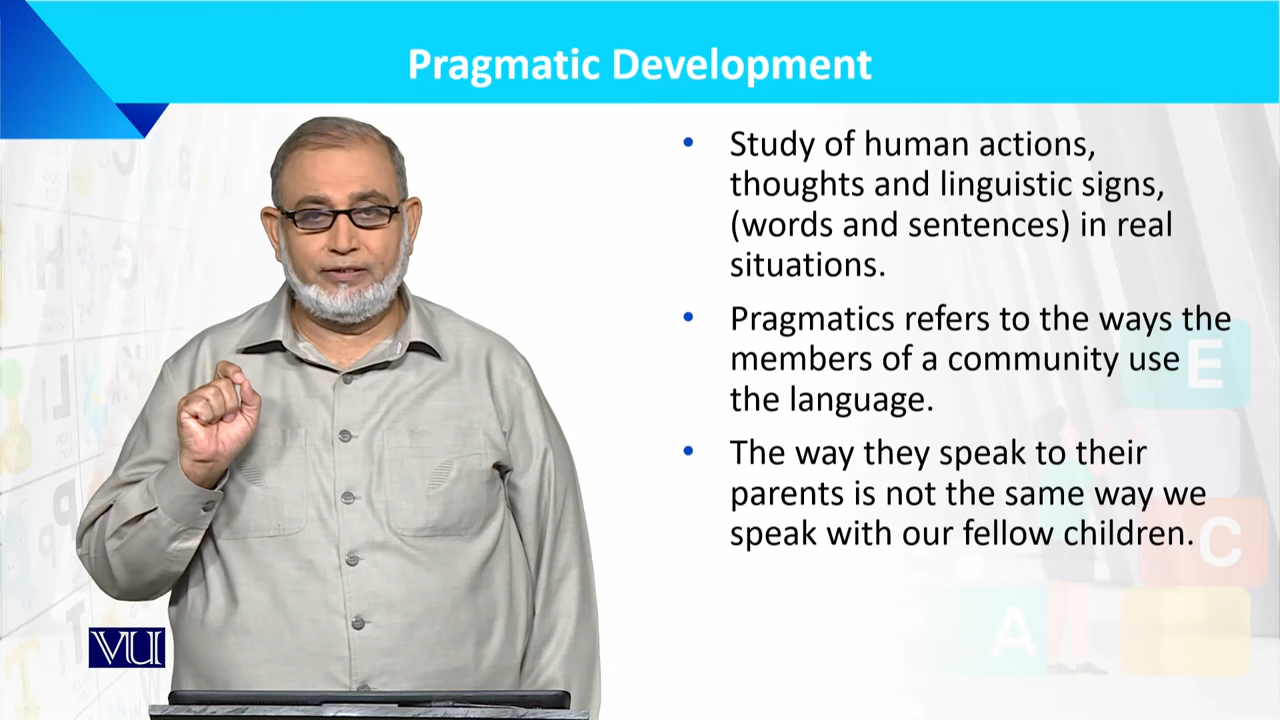 Pragmatic Development
• Study of human actions,
thoughts and linguistic signs,
(words and sentences) in real
situations.
• Pragmatics refers to the ways the
members of a community use
the language.
• The way they speak to their
parents is not the same way we
speak with our fellow children.
VU
E
C
A